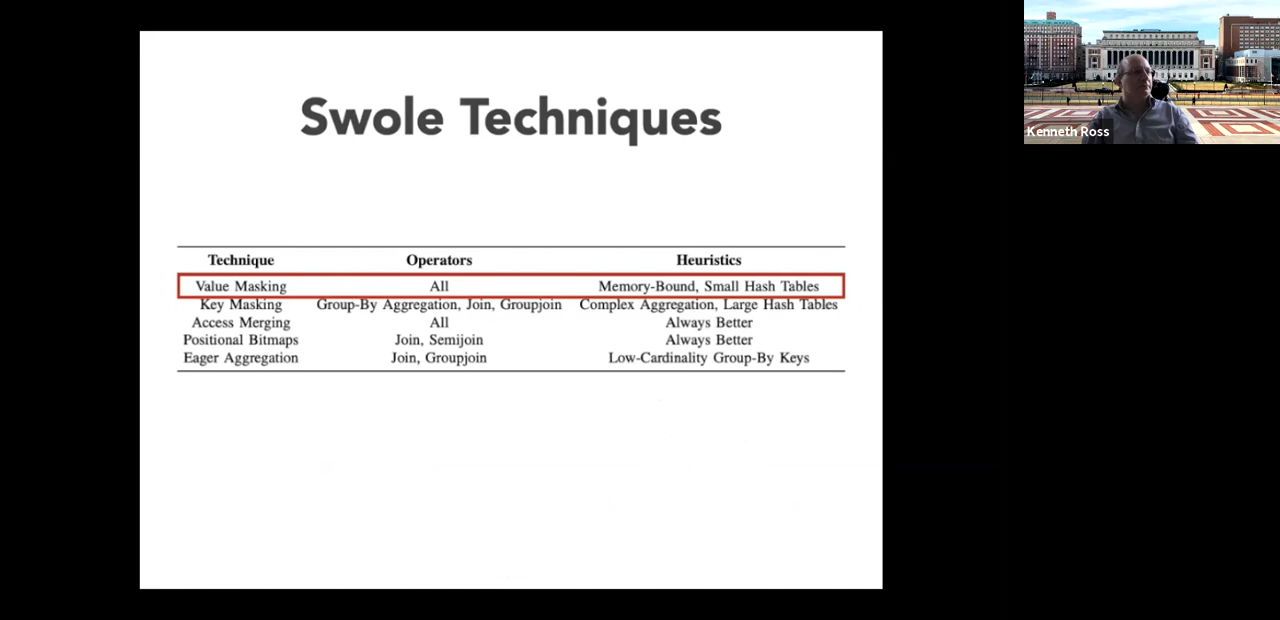 Swole Techniques
Technique Operators Heuristics
Value Masking All Memory-Bound, Small Hash Tables
Key Masking Group-By Aggregation, Join, Groupjoin Complex Aggregation, Large Hash Tables
Access Merging All Always Better
Positional Bitmaps Join, Semijoin Always Better
Eager Aggregation Join, Groupjoin Low-Cardinality Group-By Keys
Kenneth Ross